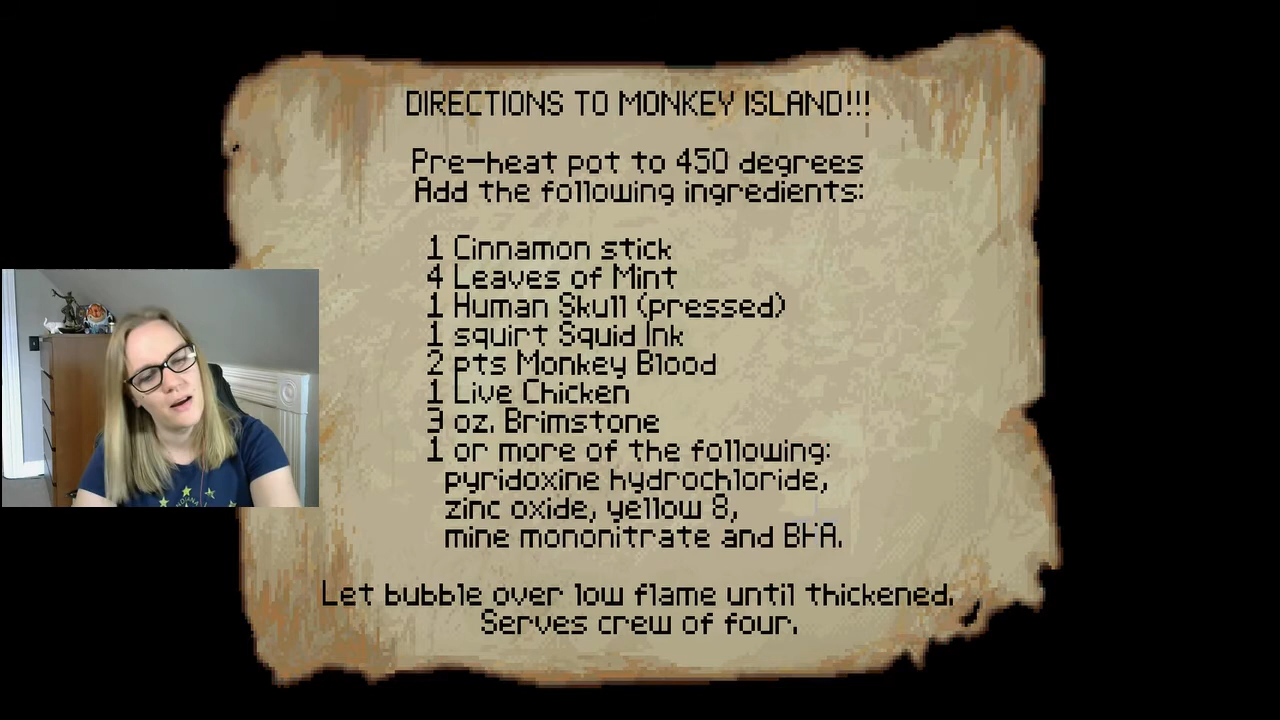 DIRECTIONS TO MONKEY ISLAND!!!
Pre-heat pot to 450 degrees
Add the following ingredients:
1 Cinnamon stick
4 Leaves of Mint
1 Human Skull (pressed)
1 squirt Squid Ink
2 pts Monkey Blood
1 Live Chicken
3 oz. Brimstone
1 or more of the following:
pyridoxine hydrochloride,
zinc oxide, yellow 8,
mine mononitrate and BHA.
Let bubble over low flame until thickened.
Serves crew of four.
INDIANA